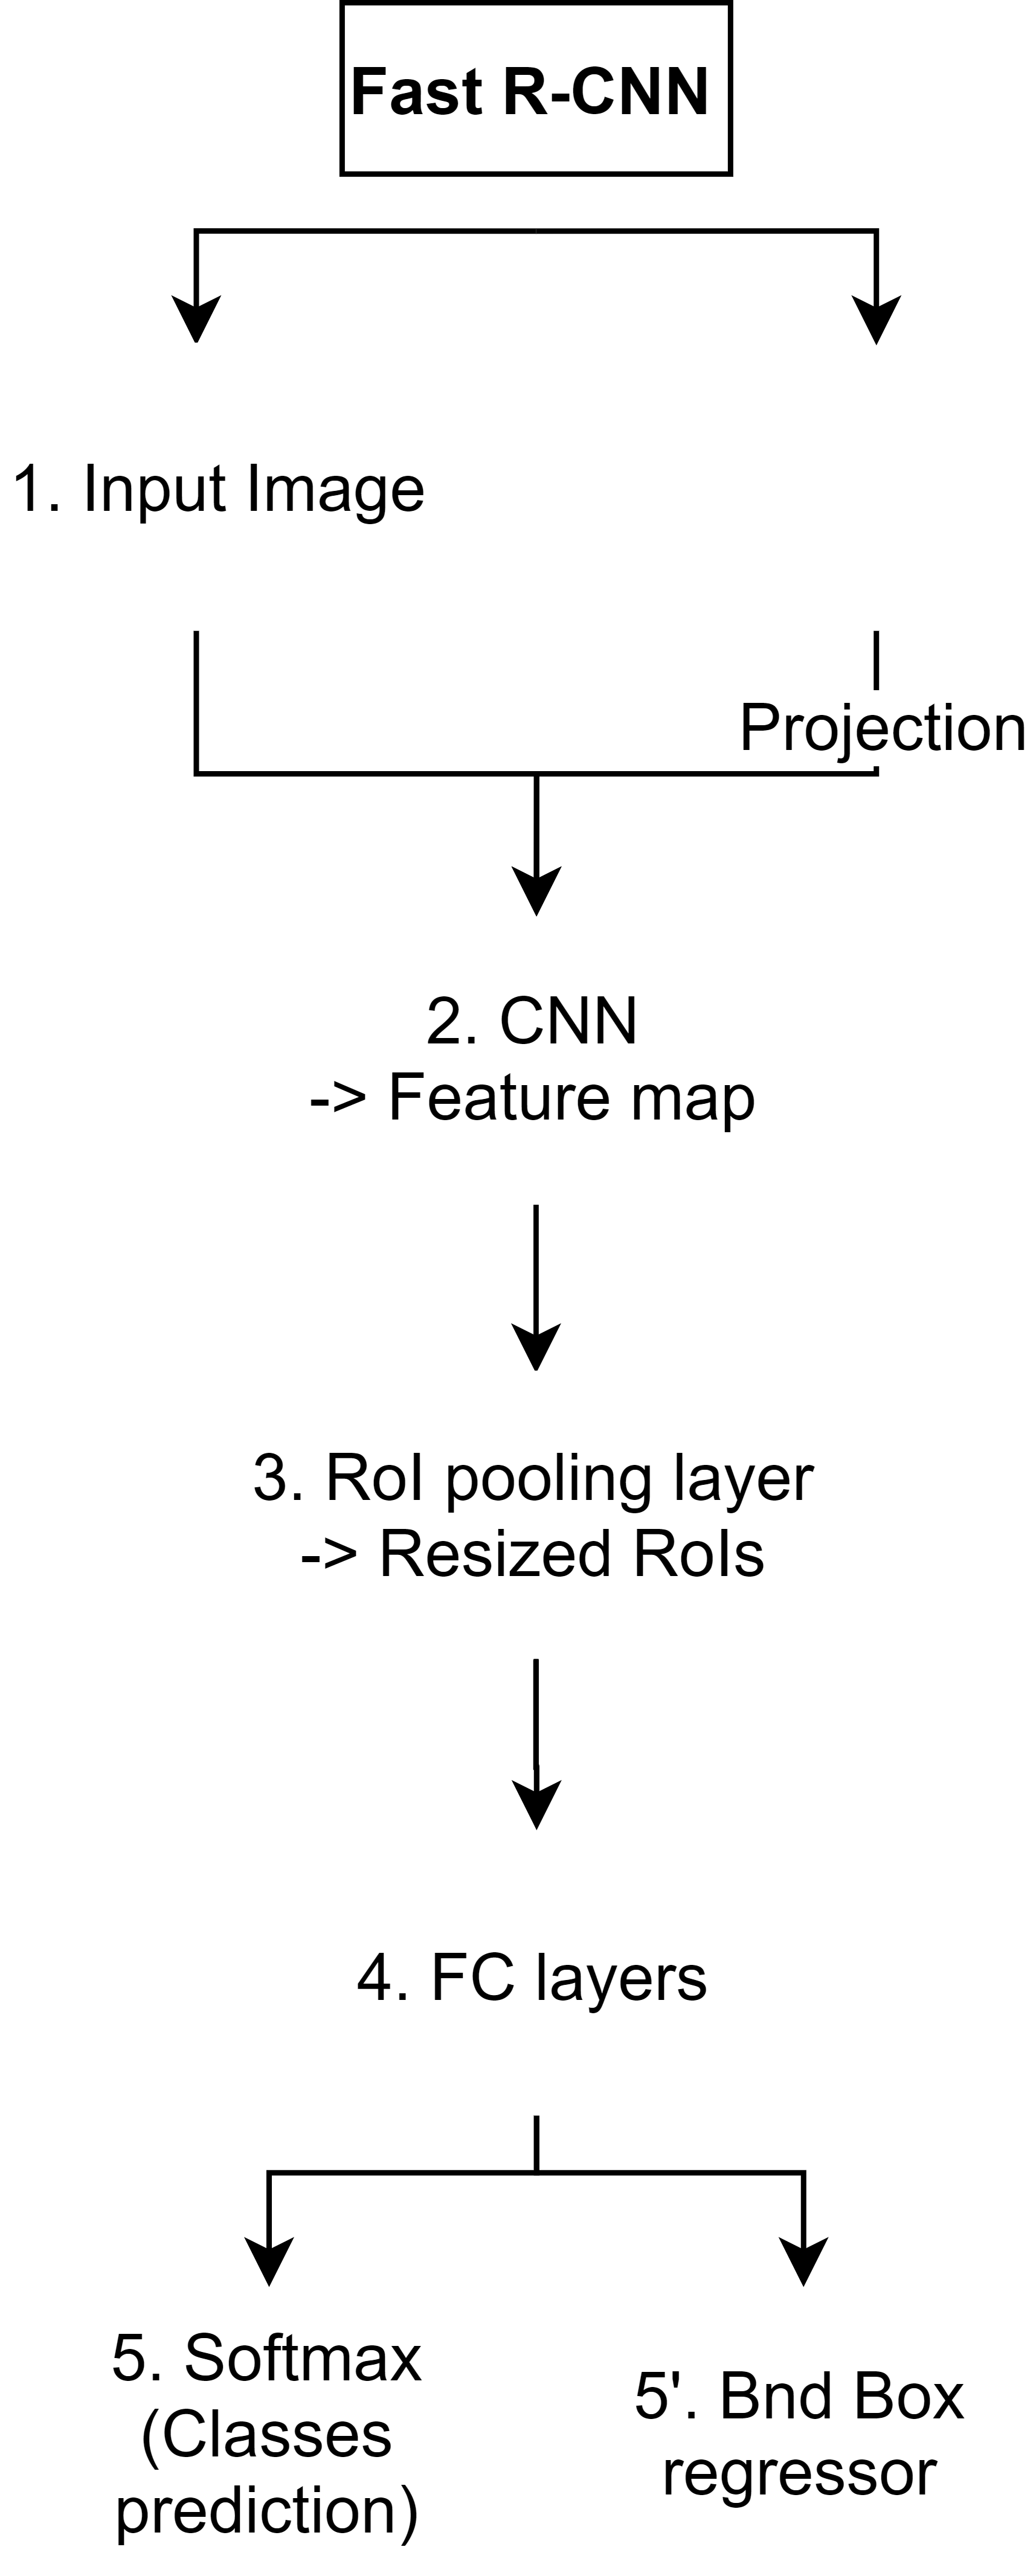 Fast R-CNN
1. Input Image
Projection
2. CNN
-> Feature map
3. RoI pooling layer
-> Resized RoIs
4. FC layers
5. Softmax
(Classes
prediction)
5'. Bnd Box
regressor